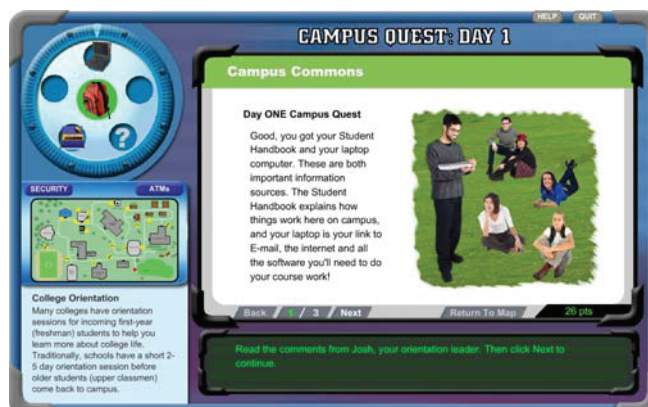 HELP QUIT
CAMPUS QUEST: DAY 1
Campus Commons
Day ONE Campus Quest
Good, you got your Student
Handbook and your laptop
computer. These are both
important information
sources. The Student
Handbook explains how
things work here on campus,
and your laptop is your link to
E-mail, the internet and all
the software you'll need to do
your course work!
Back 1 / 3 Next Return To Map 26 pts
Read the comments from Josh, your orientation leader. Then click Next to
continue.
?
SECURITY ATMs
College Orientation
Many colleges have orientation
sessions for incoming first-year
(freshman) students to help you
learn more about college life.
Traditionally, schools have a short 2-
5 day orientation session before
older students (upper classmen)
come back to campus.